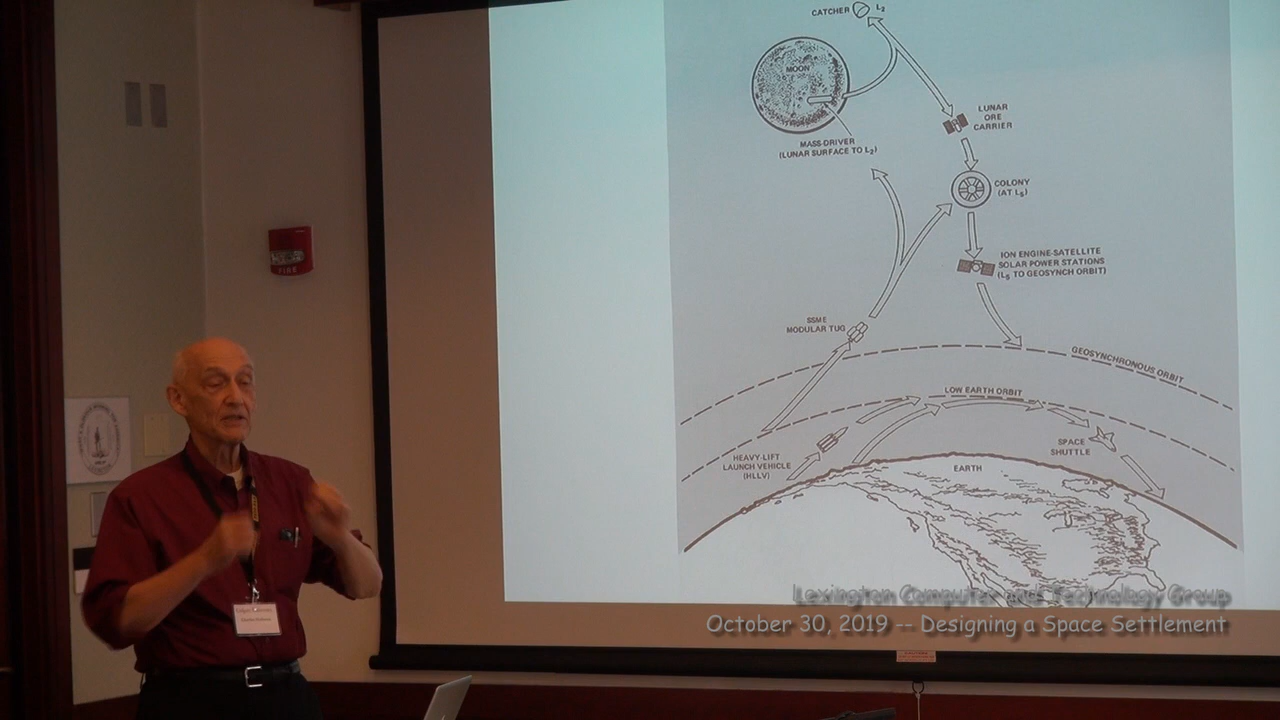 CATCHER L2
MOON
LUNAR
ORE
CARRIER
MASS-DRIVER
(LUNAR SURFACE TO L2)
COLONY
(AT L5)
ION ENGINE-SATELLITE
SOLAR POWER STATIONS
(L5 TO GEOSYNCH ORBIT)
FIRE
SSME
MODULAR TUG
GEOSYNCHRONOUS ORBIT
LOW EARTH ORBIT
SPACE
SHUTTLE
HEAVY-LIFT
LAUNCH VEHICLE
(HLLV)
EARTH
Lexington Computer and Technology Group
October 30, 2019 -- Designing a Space Settlement